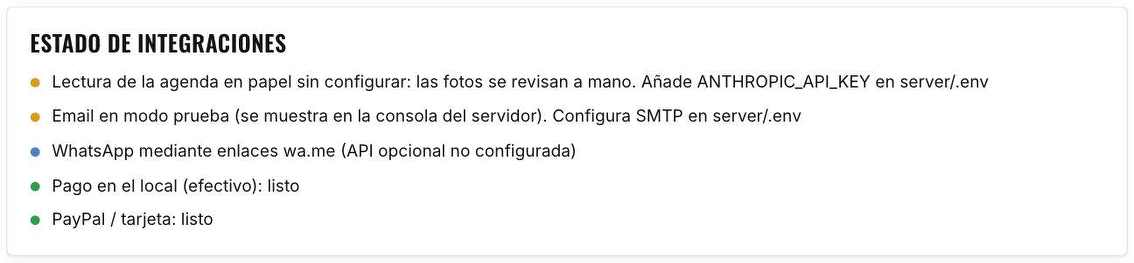 ESTADO DE INTEGRACIONES
Lectura de la agenda en papel sin configurar: las fotos se revisan a mano. Añade ANTHROPIC_API_KEY en server/.env
Email en modo prueba (se muestra en la consola del servidor). Configura SMTP en server/.env
WhatsApp mediante enlaces wa.me (API opcional no configurada)
Pago en el local (efectivo): listo
PayPal / tarjeta: listo